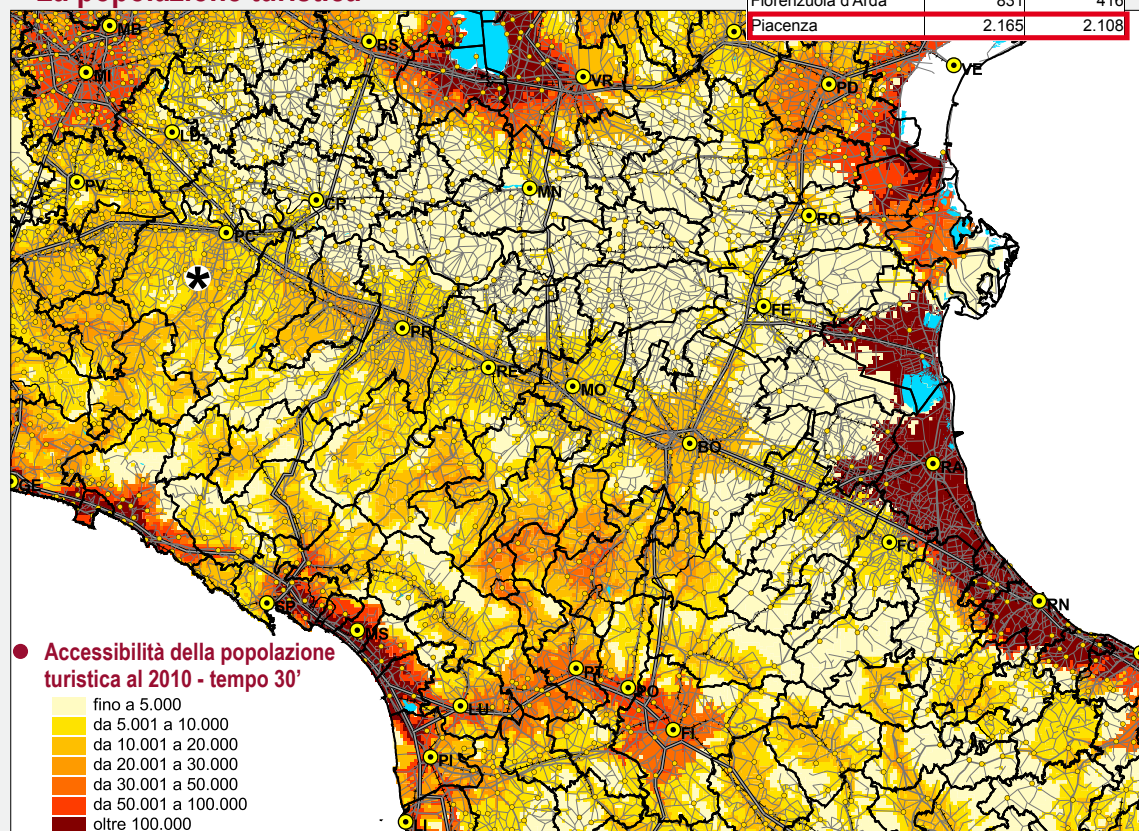 La popolazione turistica
Fiorenzuola d'Arda 831 416
Piacenza 2.165 2.108
MB
BS
VE
MI
VR
PD
LO
PV
MN
CR
RO
PC
*
FE
PR
RE
MO
BO
RA
GE
FC
RN
SP
MS
Accessibilità della popolazione
turistica al 2010 - tempo 30’
PT
PO
LU
FI
PI
LI
fino a 5.000
da 5.001 a 10.000
da 10.001 a 20.000
da 20.001 a 30.000
da 30.001 a 50.000
da 50.001 a 100.000
oltre 100.000